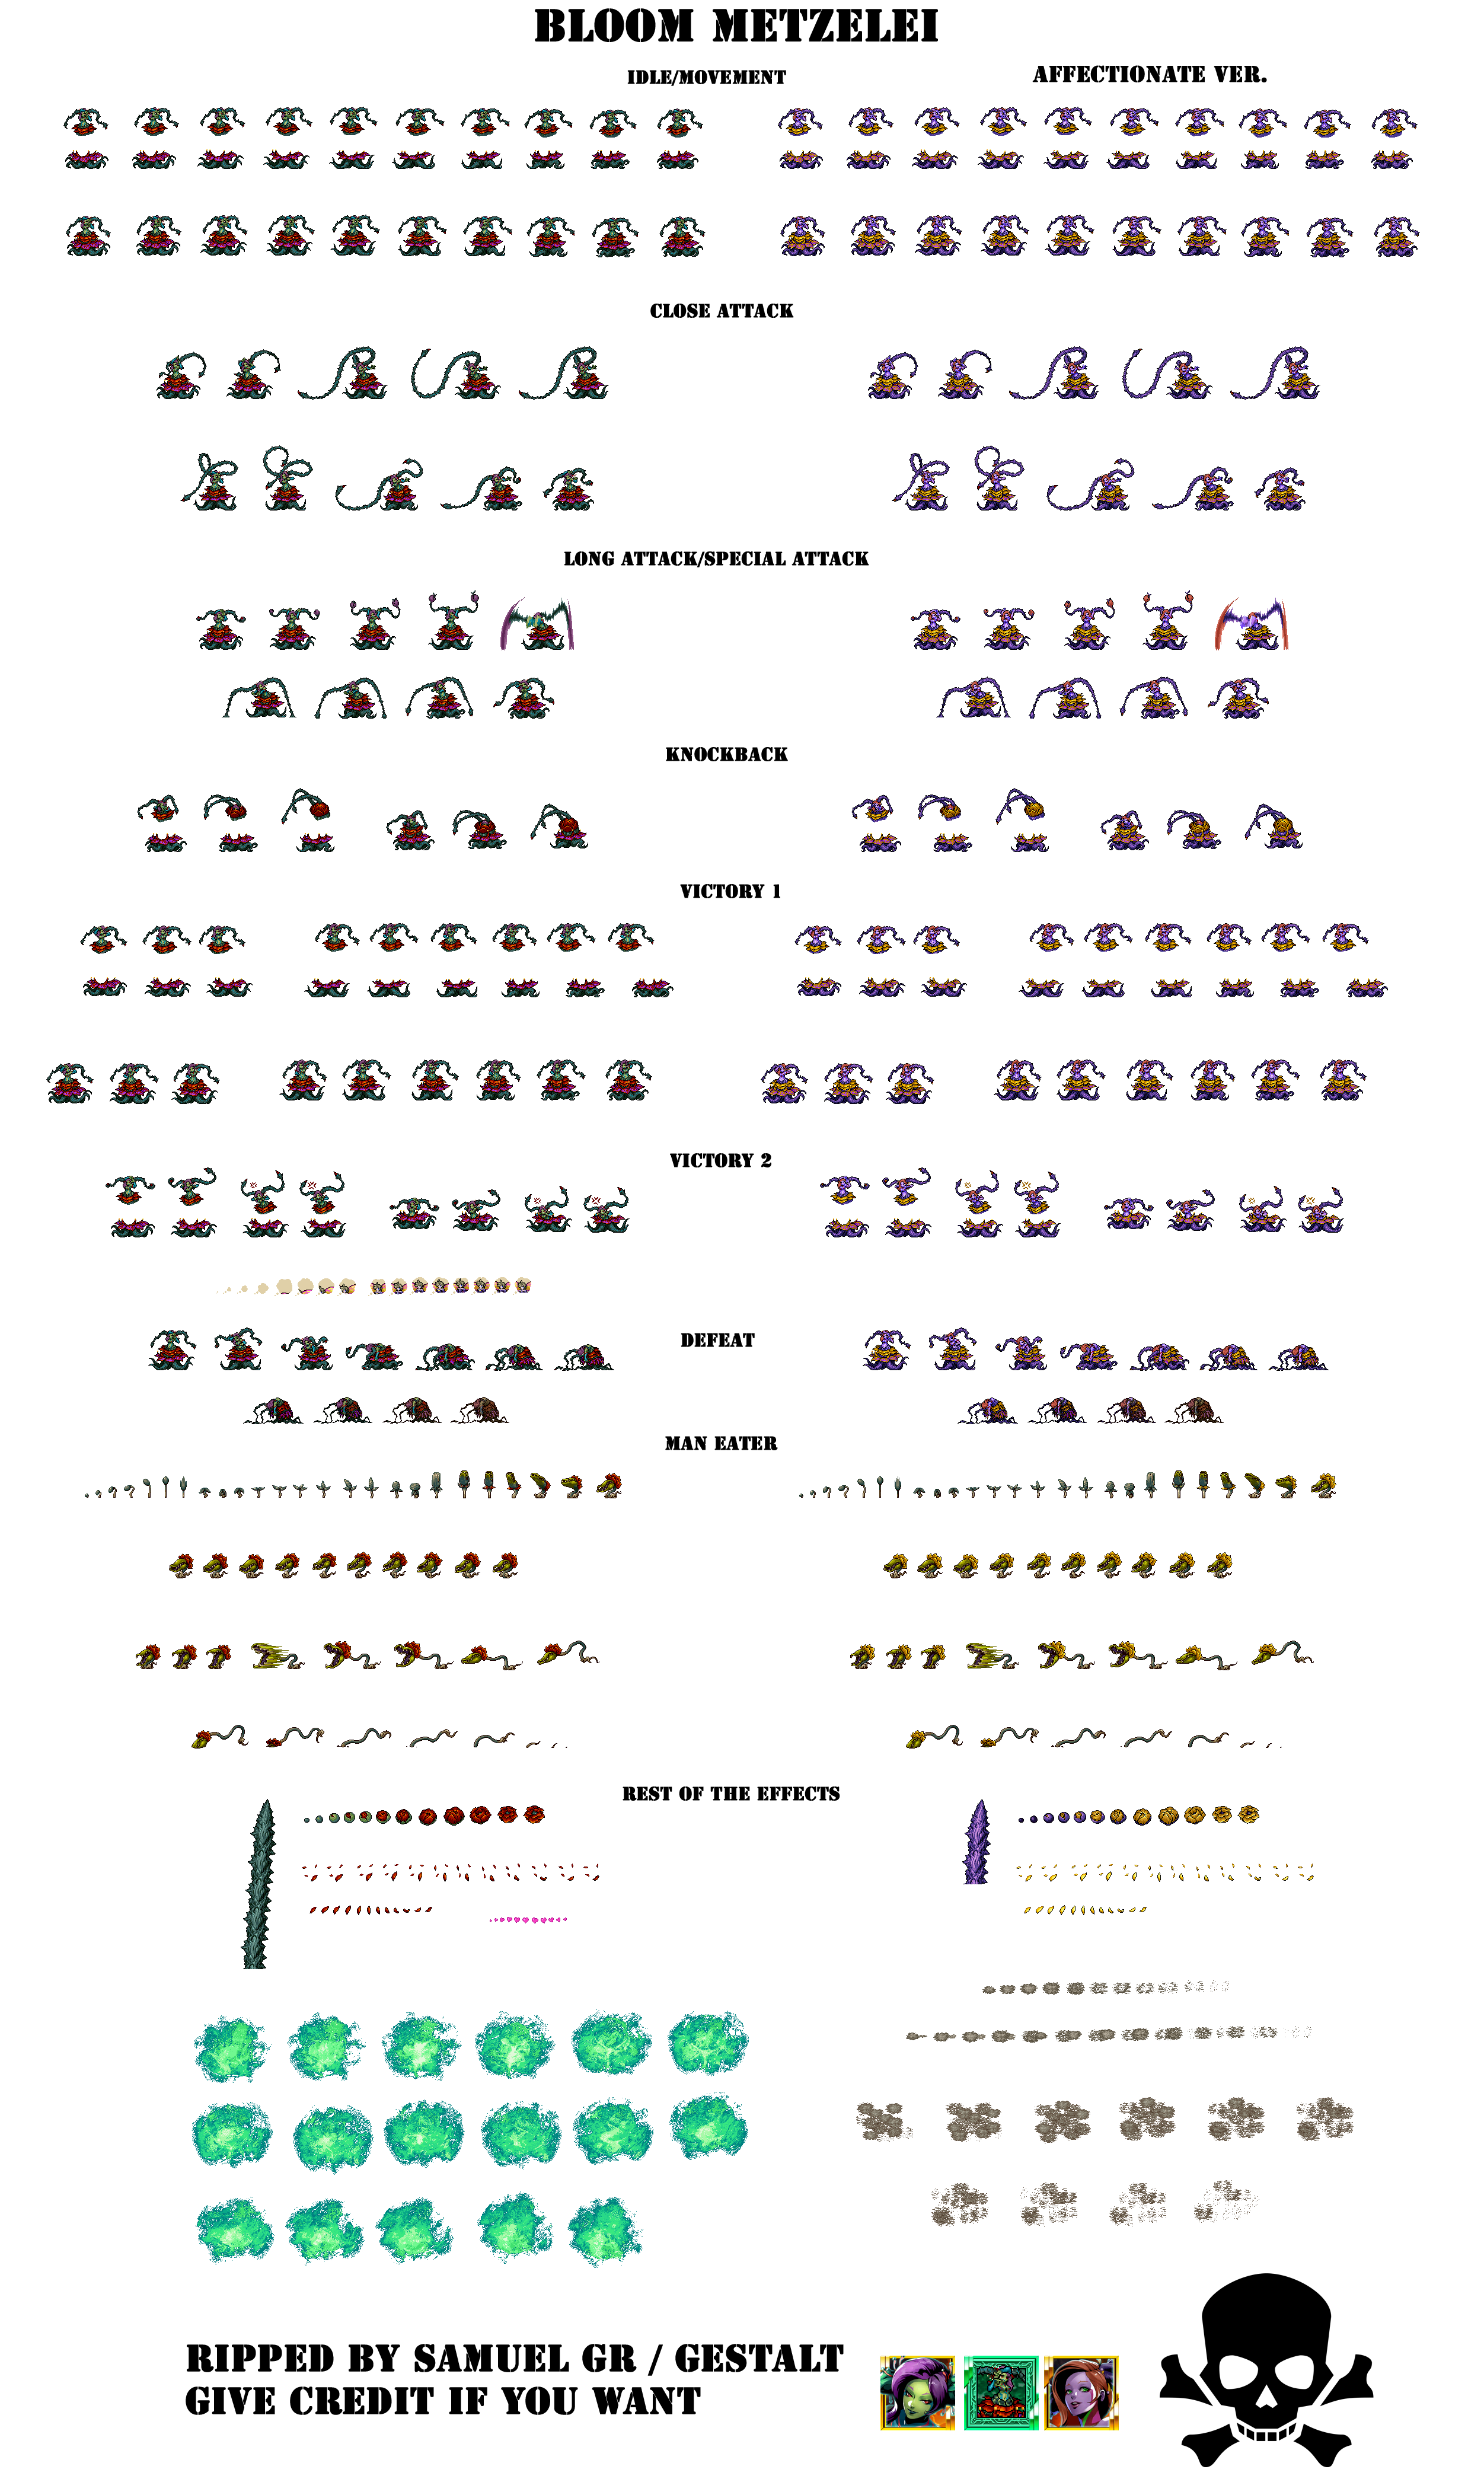 BLOOM METZELEI
IDLE/MOVEMENT
AFFECTIONATE VER.
CLOSE ATTACK
LONG ATTACK/SPECIAL ATTACK
KNOCKBACK
VICTORY 1
VICTORY 2
DEFEAT
MAN EATER
REST OF THE EFFECTS
RIPPED BY SAMUEL GR / GESTALT
GIVE CREDIT IF YOU WANT